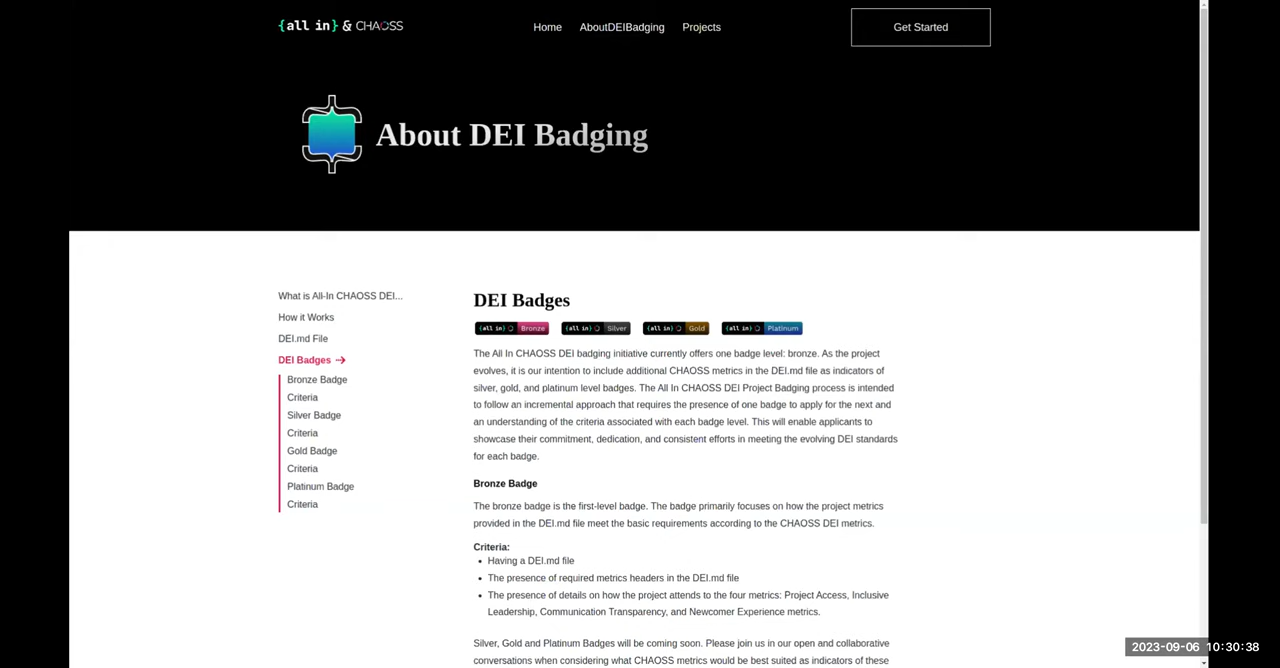 {all in} & CHAOSS
Home AboutDEIBadging Projects
Get Started
About DEI Badging
What is All-In CHAOSS DEI...
How it Works
DEI.md File
DEI Badges
Bronze Badge
Criteria
Silver Badge
Criteria
Gold Badge
Criteria
Platinum Badge
Criteria
DEI Badges
{all in} Bronze {all in} Silver {all in} Gold {all in} Platinum
The All In CHAOSS DEI badging initiative currently offers one badge level: bronze. As the project
evolves, it is our intention to include additional CHAOSS metrics in the DEI.md file as indicators of
silver, gold, and platinum level badges. The All In CHAOSS DEI Project Badging process is intended
to follow an incremental approach that requires the presence of one badge to apply for the next and
an understanding of the criteria associated with each badge level. This will enable applicants to
showcase their commitment, dedication, and consistent efforts in meeting the evolving DEI standards
for each badge.
Bronze Badge
The bronze badge is the first-level badge. The badge primarily focuses on how the project metrics
provided in the DEI.md file meet the basic requirements according to the CHAOSS DEI metrics.
Criteria:
• Having a DEI.md file
• The presence of required metrics headers in the DEI.md file
• The presence of details on how the project attends to the four metrics: Project Access, Inclusive
Leadership, Communication Transparency, and Newcomer Experience metrics.
Silver, Gold and Platinum Badges will be coming soon. Please join us in our open and collaborative
conversations when considering what CHAOSS metrics would be best suited as indicators of these
2023-09-06 10:30:38